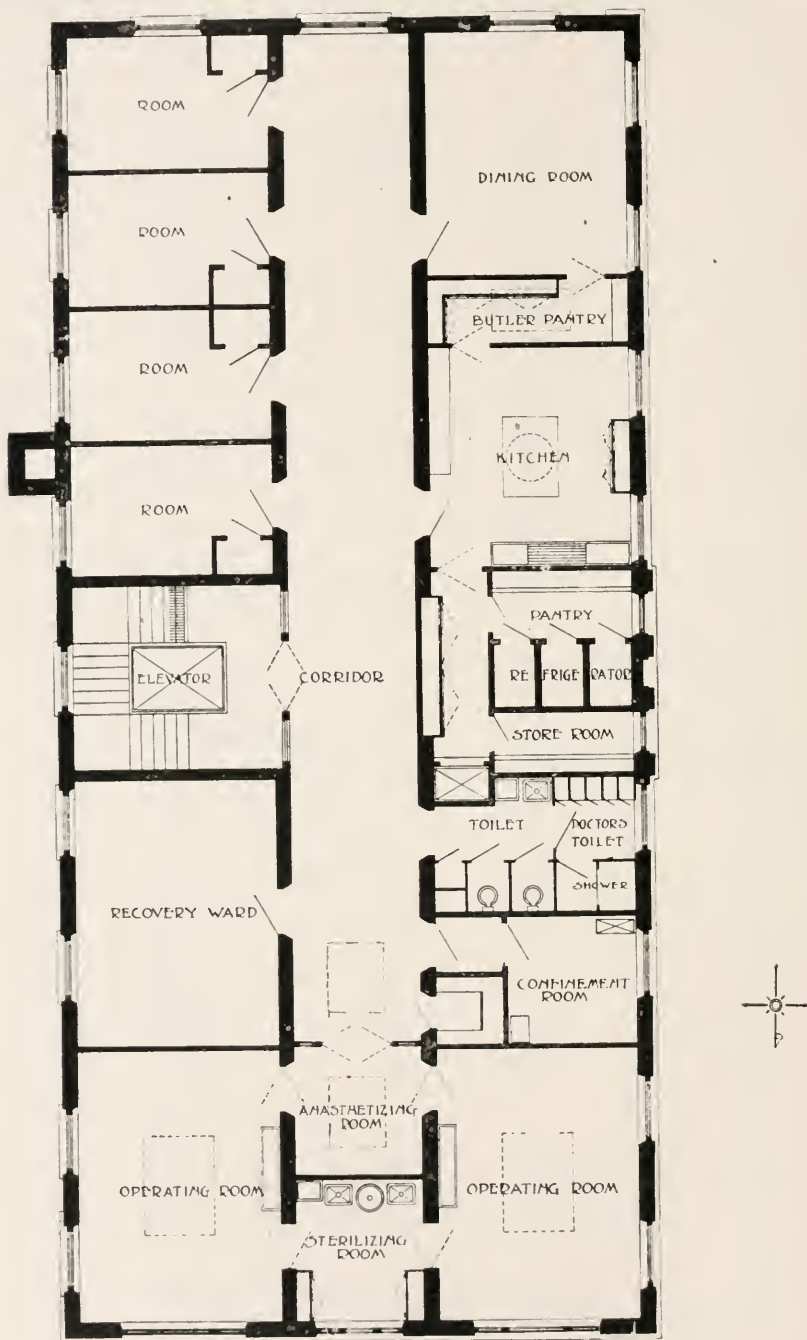 ROOM
DINING ROOM
ROOM
BUTLER PANTRY
ROOM
KITCHEN
ROOM
PANTRY
ELEVATOR
CORRIDOR
REFRIGERATOR
STORE ROOM
TOILET
DOCTORS
TOILET
SHOWER
RECOVERY WARD
CONFINEMENT
ROOM
ANASTHETIZING
ROOM
OPERATING ROOM
OPERATING ROOM
STERILIZING
ROOM